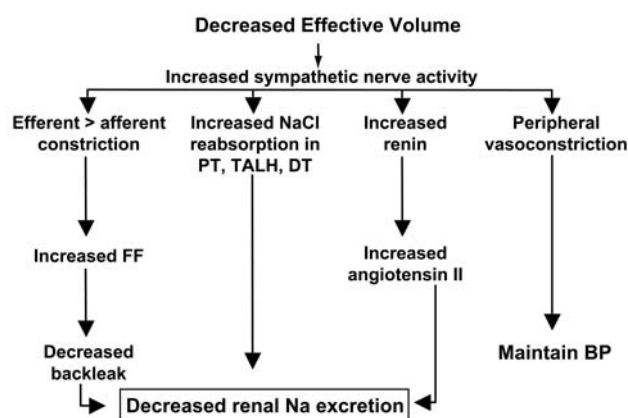 Decreased Effective Volume
Increased sympathetic nerve activity
Efferent > afferent
constriction
Increased NaCl
reabsorption in
PT, TALH, DT
Increased
renin
Peripheral
vasoconstriction
Increased FF
Increased
angiotensin II
Decreased
backleak
Maintain BP
Decreased renal Na excretion